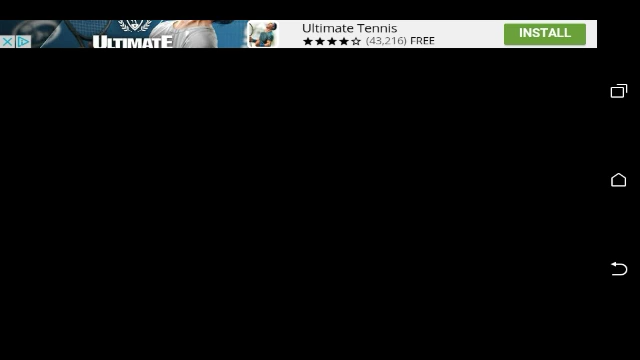 ULTIMATE
Ultimate Tennis
★★★★☆ (43,216) FREE
INSTALL